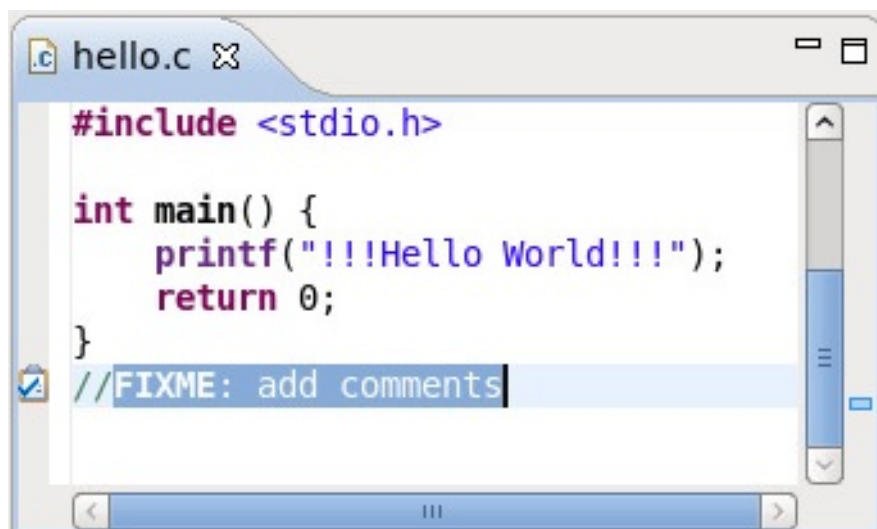 .c hello.c
#include <stdio.h>
int main() {
    printf("!!!Hello World!!!");
    return 0;
}
//FIXME: add comments